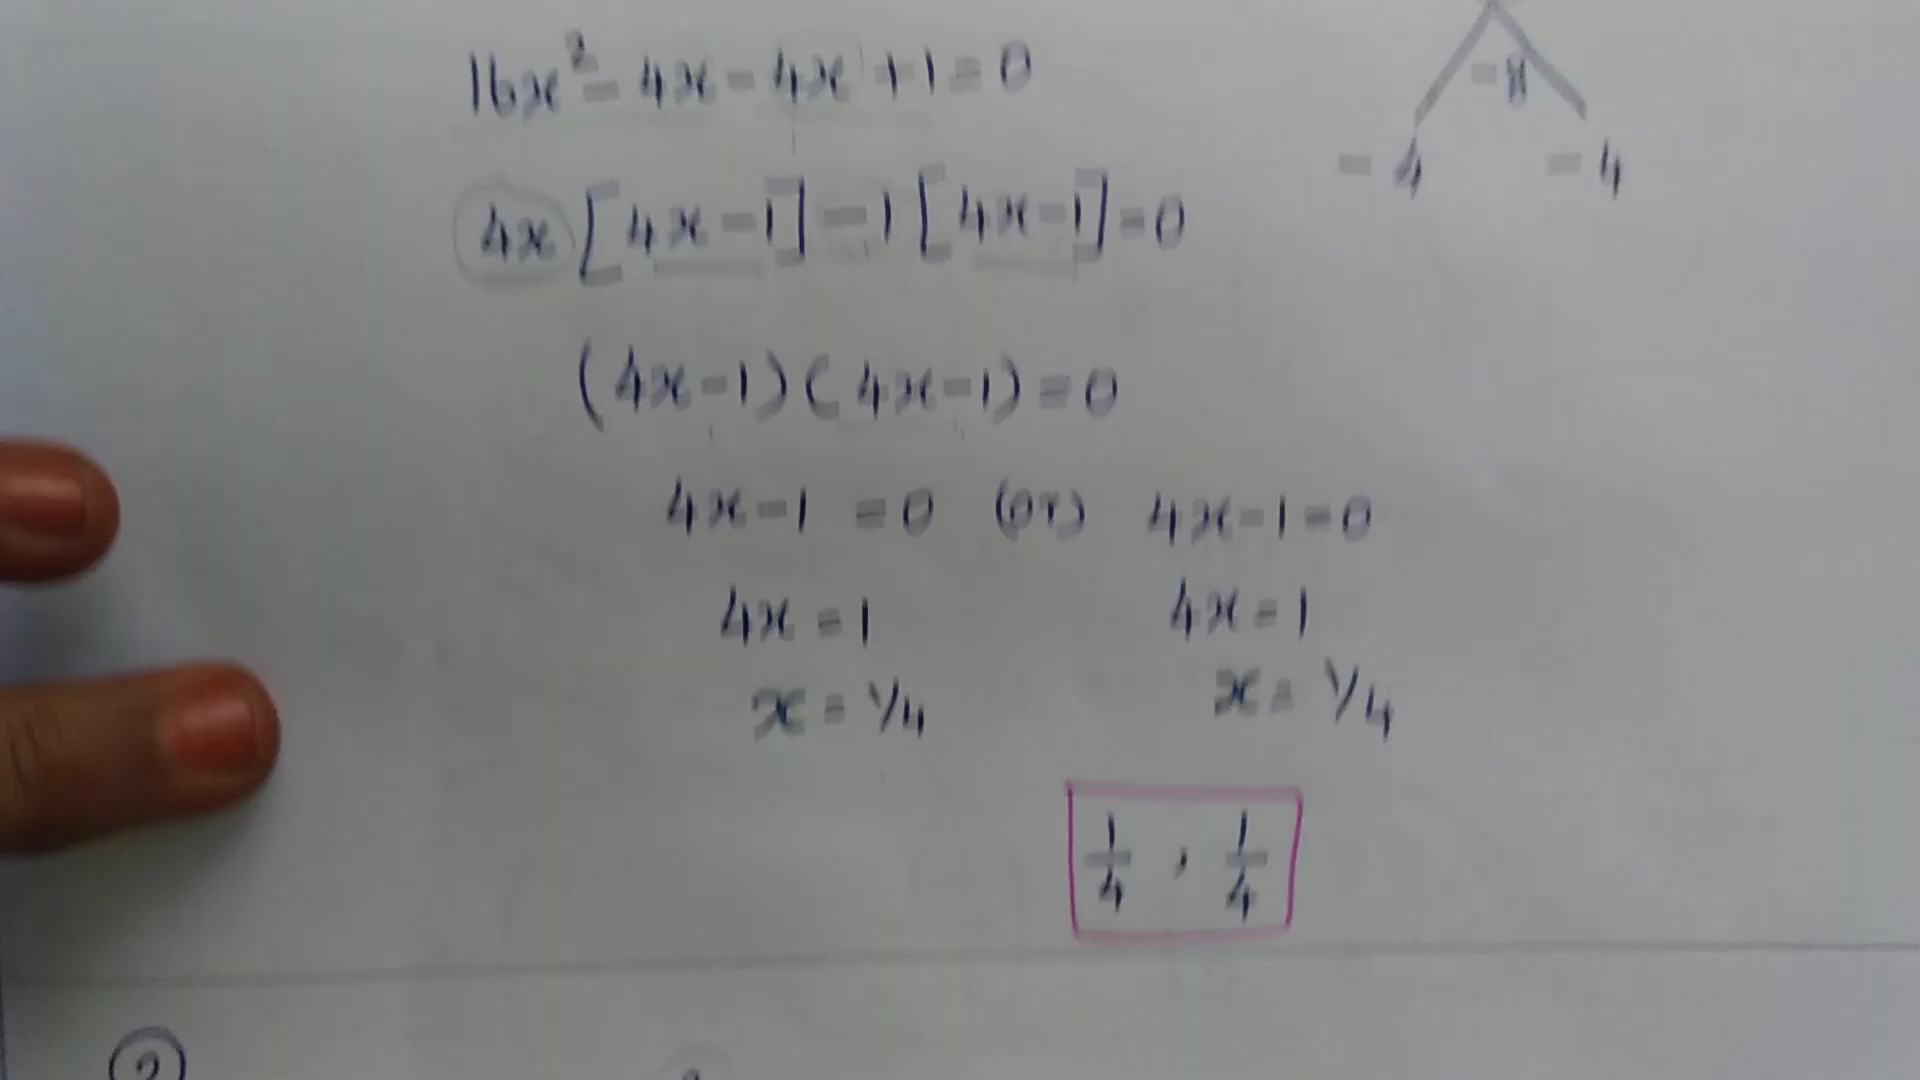 16x² - 4x - 4x + 1 = 0
-8
-4 -4
4x [4x - 1] - 1 [4x - 1] = 0
(4x - 1) (4x - 1) = 0
4x - 1 = 0 (or) 4x - 1 = 0
4x = 1 4x = 1
x = 1/4 x = 1/4
1/4 , 1/4